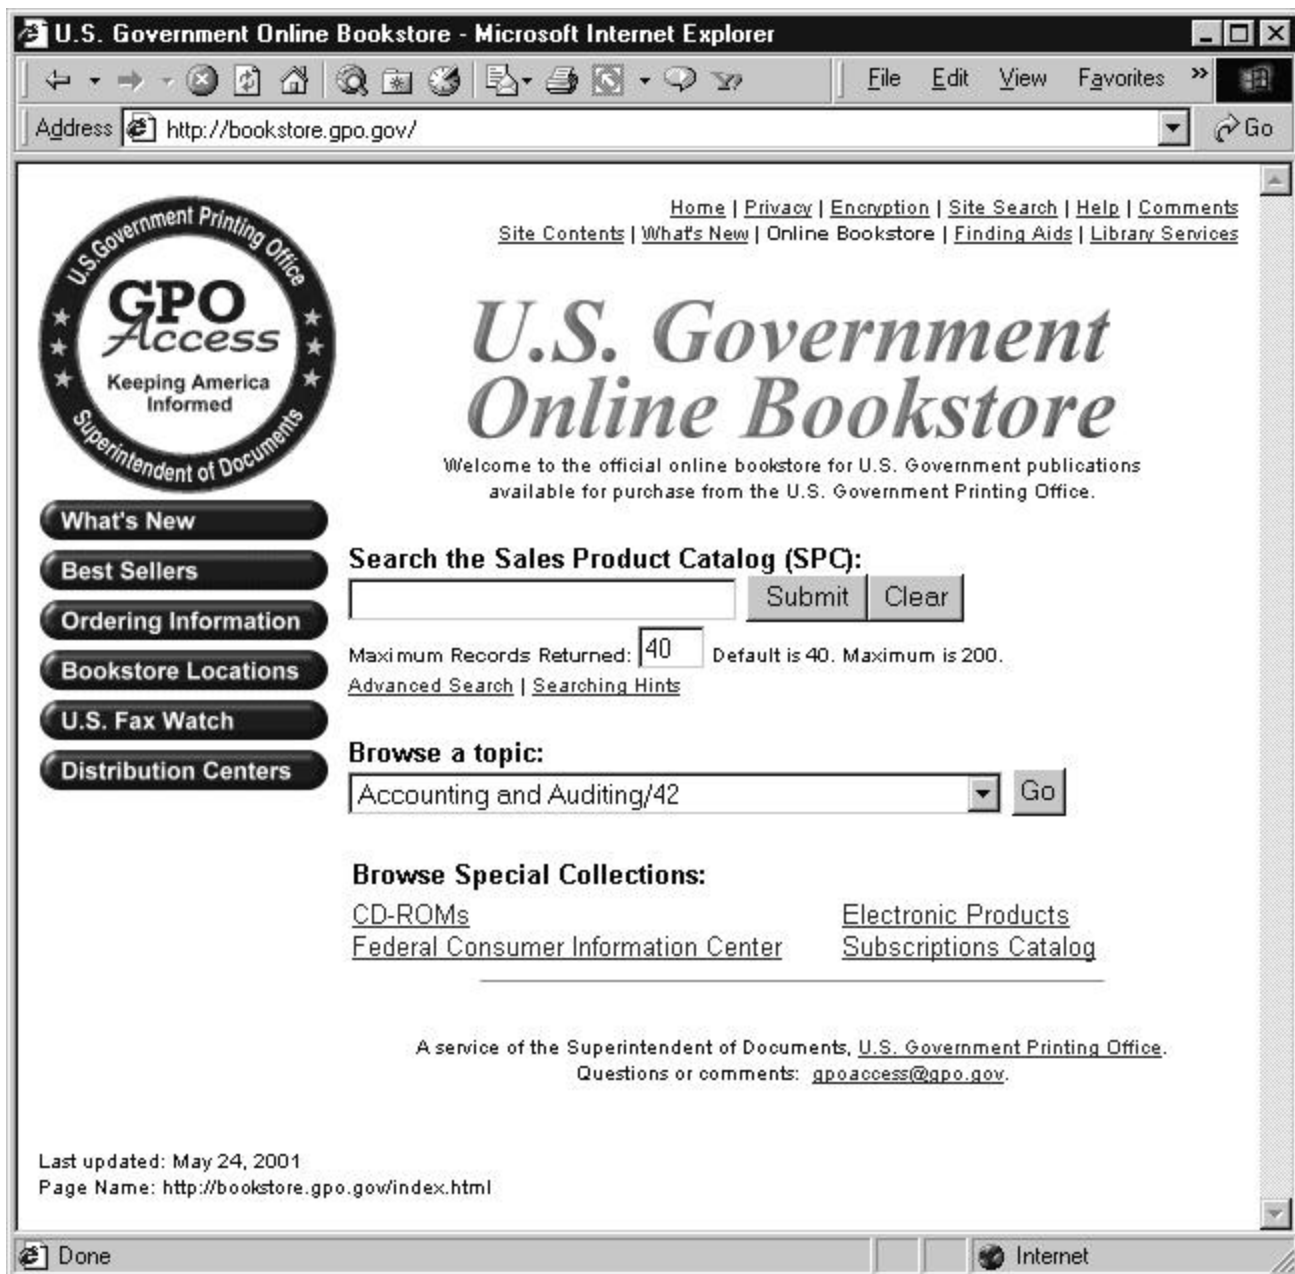 U.S. Government Online Bookstore - Microsoft Internet Explorer
File Edit View Favorites »
Address http://bookstore.gpo.gov/ Go
U.S. Government Printing Office
GPO
Access
Keeping America
Informed
Superintendent of Documents
Home | Privacy | Encryption | Site Search | Help | Comments
Site Contents | What's New | Online Bookstore | Finding Aids | Library Services
U.S. Government
Online Bookstore
Welcome to the official online bookstore for U.S. Government publications
available for purchase from the U.S. Government Printing Office.
What's New
Best Sellers
Ordering Information
Bookstore Locations
U.S. Fax Watch
Distribution Centers
Search the Sales Product Catalog (SPC):
Submit Clear
Maximum Records Returned: 40 Default is 40. Maximum is 200.
Advanced Search | Searching Hints
Browse a topic:
Accounting and Auditing/42 Go
Browse Special Collections:
CD-ROMs Electronic Products
Federal Consumer Information Center Subscriptions Catalog
A service of the Superintendent of Documents, U.S. Government Printing Office.
Questions or comments: gpoaccess@gpo.gov.
Last updated: May 24, 2001
Page Name: http://bookstore.gpo.gov/index.html
Done Internet